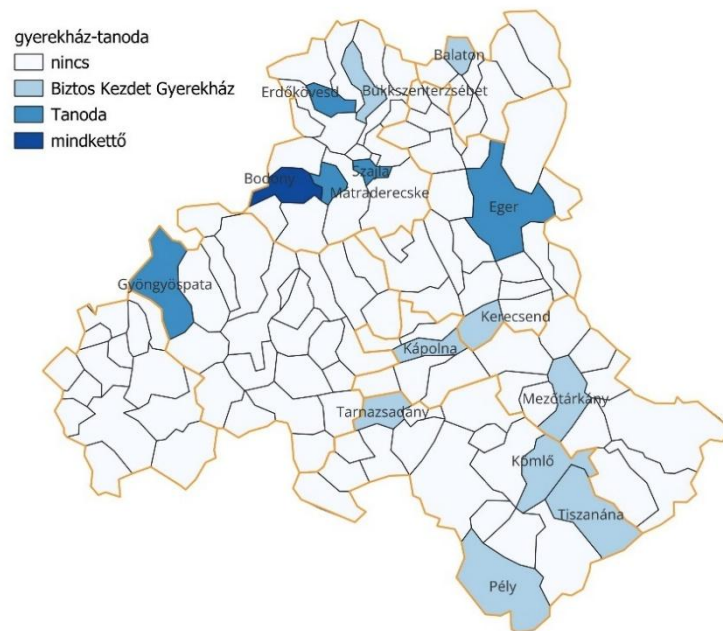 gyerekház-tanoda
nincs
Biztos Kezdet Gyerekház
Tanoda
mindkettő
Balaton
Erdőkövesd
Bükkszenterzsébet
Szajla
Bodony
Mátraderecske
Eger
Gyöngyöspata
Kerecsend
Kápolna
Mezőtárkány
Tarnazsadány
Kömlő
Tiszanána
Pély